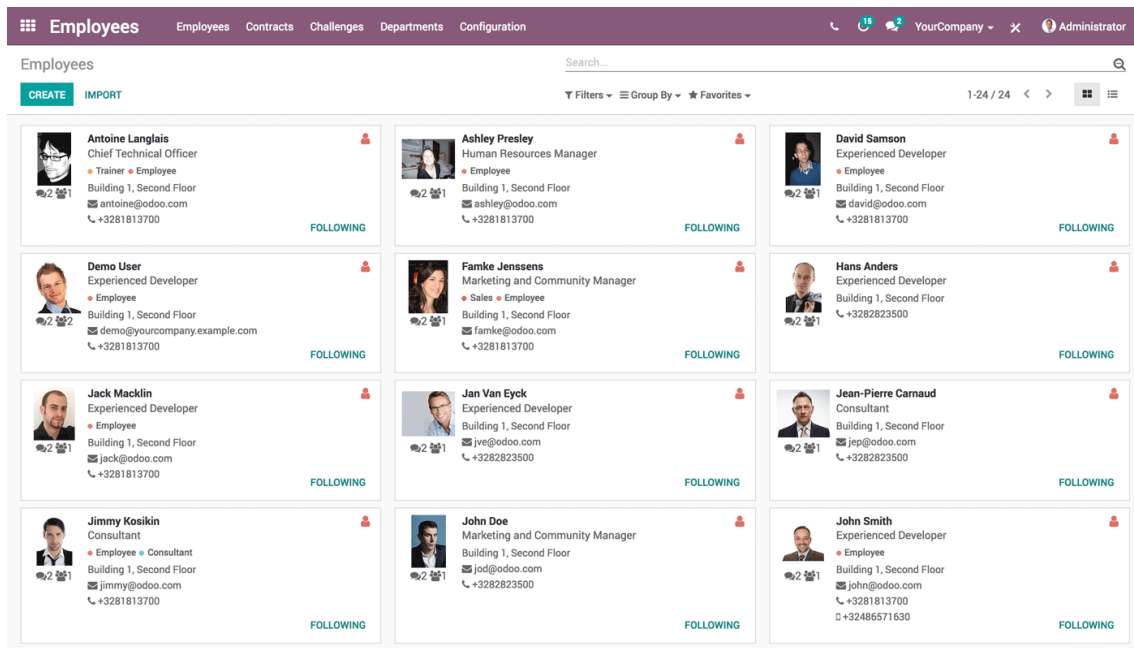 Employees Employees Contracts Challenges Departments Configuration 15 2 YourCompany Administrator
Employees Search...
CREATE IMPORT Filters Group By Favorites 1-24 / 24
Antoine Langlais
Chief Technical Officer
Trainer Employee
Building 1, Second Floor
2 1
antoine@odoo.com
+3281813700
FOLLOWING
Ashley Presley
Human Resources Manager
Employee
Building 1, Second Floor
2 1
ashley@odoo.com
+3281813700
FOLLOWING
David Samson
Experienced Developer
Employee
Building 1, Second Floor
2 1
david@odoo.com
+3281813700
FOLLOWING
Demo User
Experienced Developer
Employee
Building 1, Second Floor
2 2
demo@yourcompany.example.com
+3281813700
FOLLOWING
Famke Jenssens
Marketing and Community Manager
Sales Employee
Building 1, Second Floor
2 1
famke@odoo.com
+3281813700
FOLLOWING
Hans Anders
Experienced Developer
Building 1, Second Floor
+3282823500
2 1
FOLLOWING
Jack Macklin
Experienced Developer
Employee
Building 1, Second Floor
2 1
jack@odoo.com
+3281813700
FOLLOWING
Jan Van Eyck
Experienced Developer
Building 1, Second Floor
jve@odoo.com
2 1
+3282823500
FOLLOWING
Jean-Pierre Carnaud
Consultant
Building 1, Second Floor
jep@odoo.com
2 1
+3282823500
FOLLOWING
Jimmy Kosikin
Consultant
Employee Consultant
Building 1, Second Floor
2 1
jimmy@odoo.com
+3281813700
FOLLOWING
John Doe
Marketing and Community Manager
Building 1, Second Floor
jod@odoo.com
2 1
+3282823500
FOLLOWING
John Smith
Experienced Developer
Employee
Building 1, Second Floor
2 1
john@odoo.com
+3281813700
+32486571630
FOLLOWING